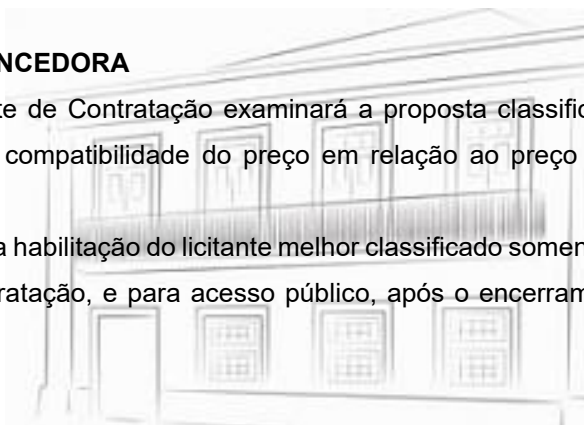 NCEDORA
te de Contratação examinará a proposta classific
compatibilidade do preço em relação ao preço
a habilitação do licitante melhor classificado somen
ratação, e para acesso público, após o encerram